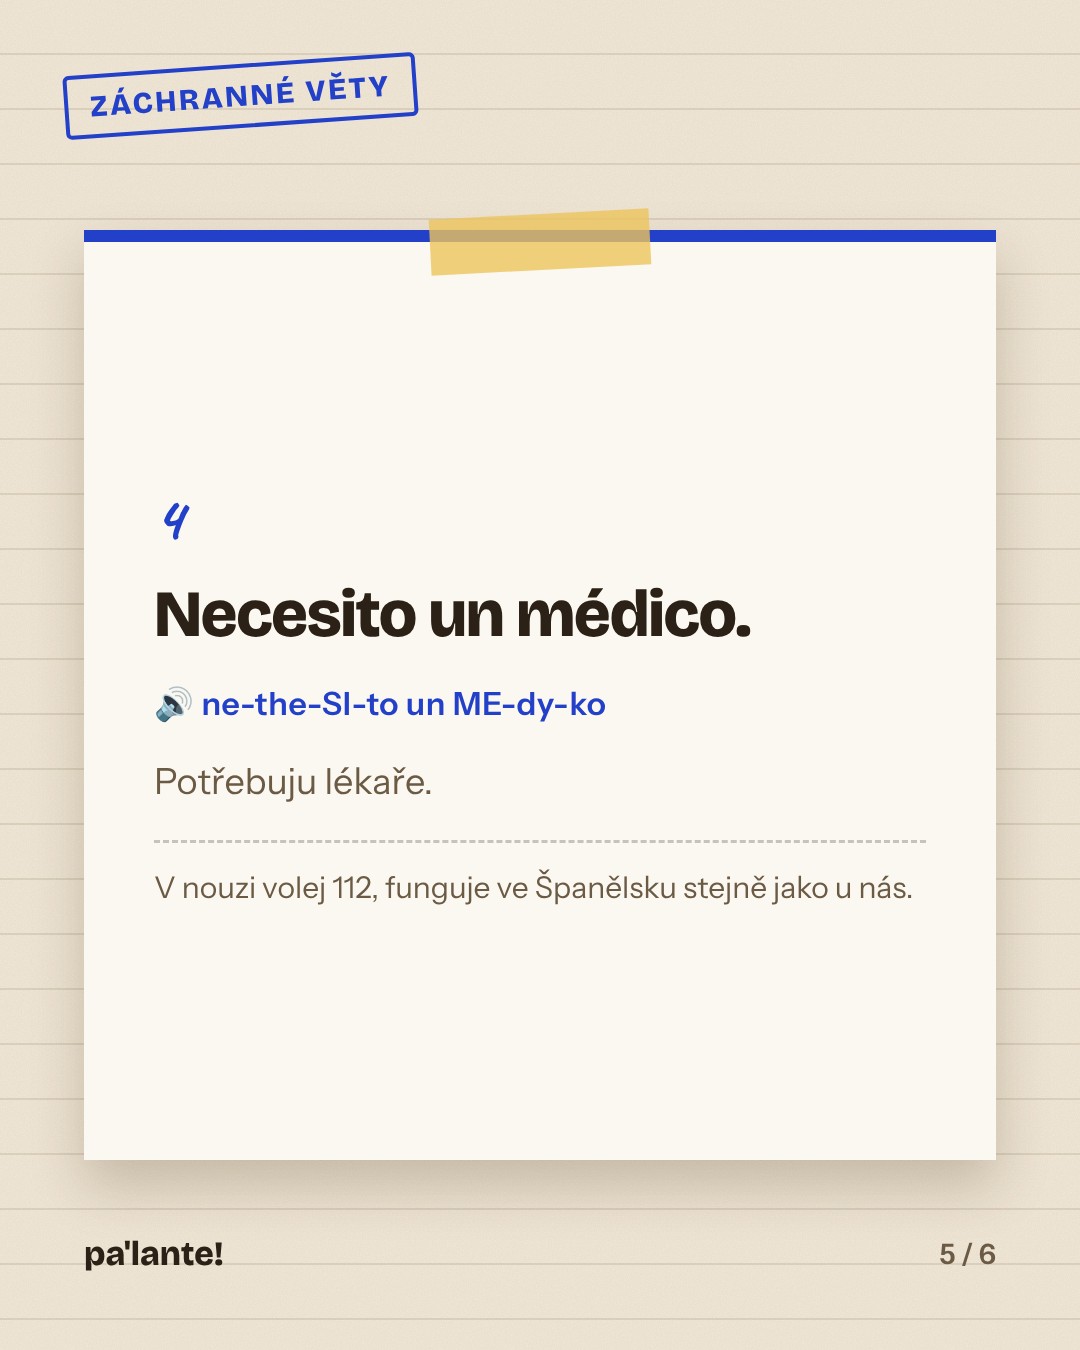 ZÁCHRANNÉ VĚTY
4
Necesito un médico.
🔊 ne-the-SI-to un ME-dy-ko
Potřebuju lékaře.
V nouzi volej 112, funguje ve Španělsku stejně jako u nás.
pa'lante!
5 / 6